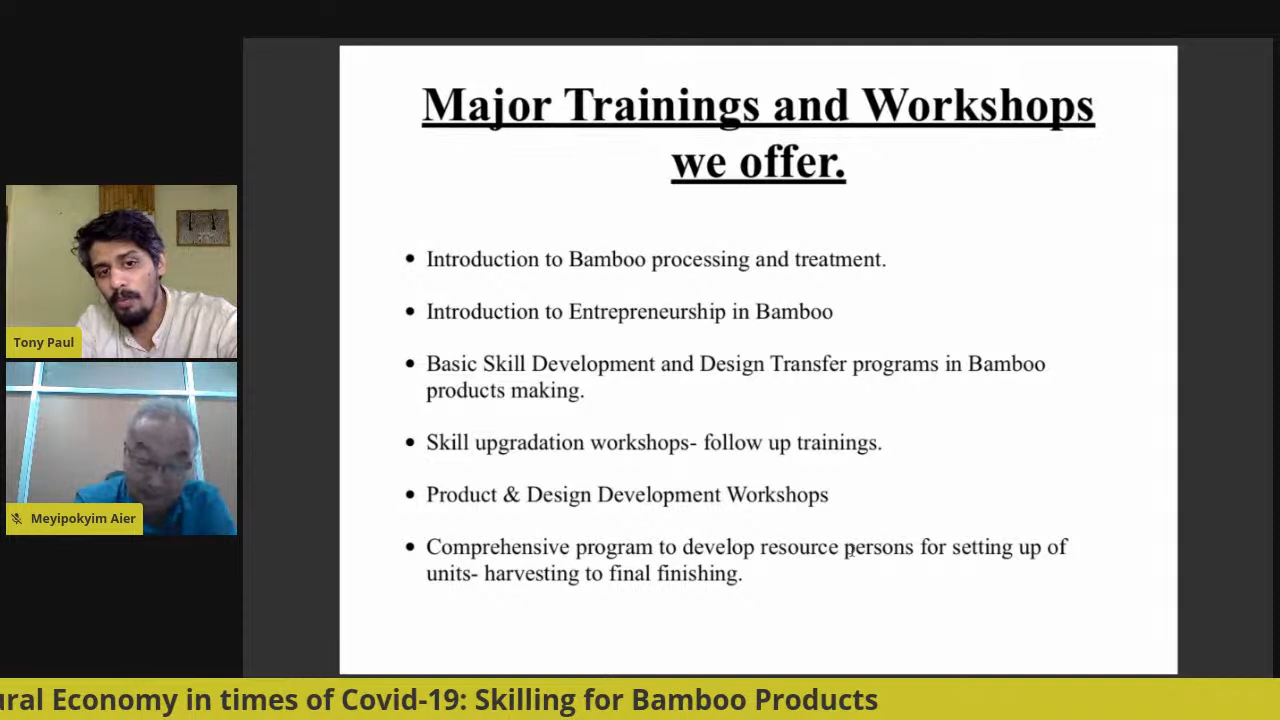 Major Trainings and Workshops
we offer.
Introduction to Bamboo processing and treatment.
Introduction to Entrepreneurship in Bamboo
Basic Skill Development and Design Transfer programs in Bamboo
products making.
Skill upgradation workshops- follow up trainings.
Product & Design Development Workshops
Comprehensive program to develop resource persons for setting up of
units- harvesting to final finishing.
Tony Paul
Meyipokyim Aier
Economy in times of Covid-19: Skilling for Bamboo Products